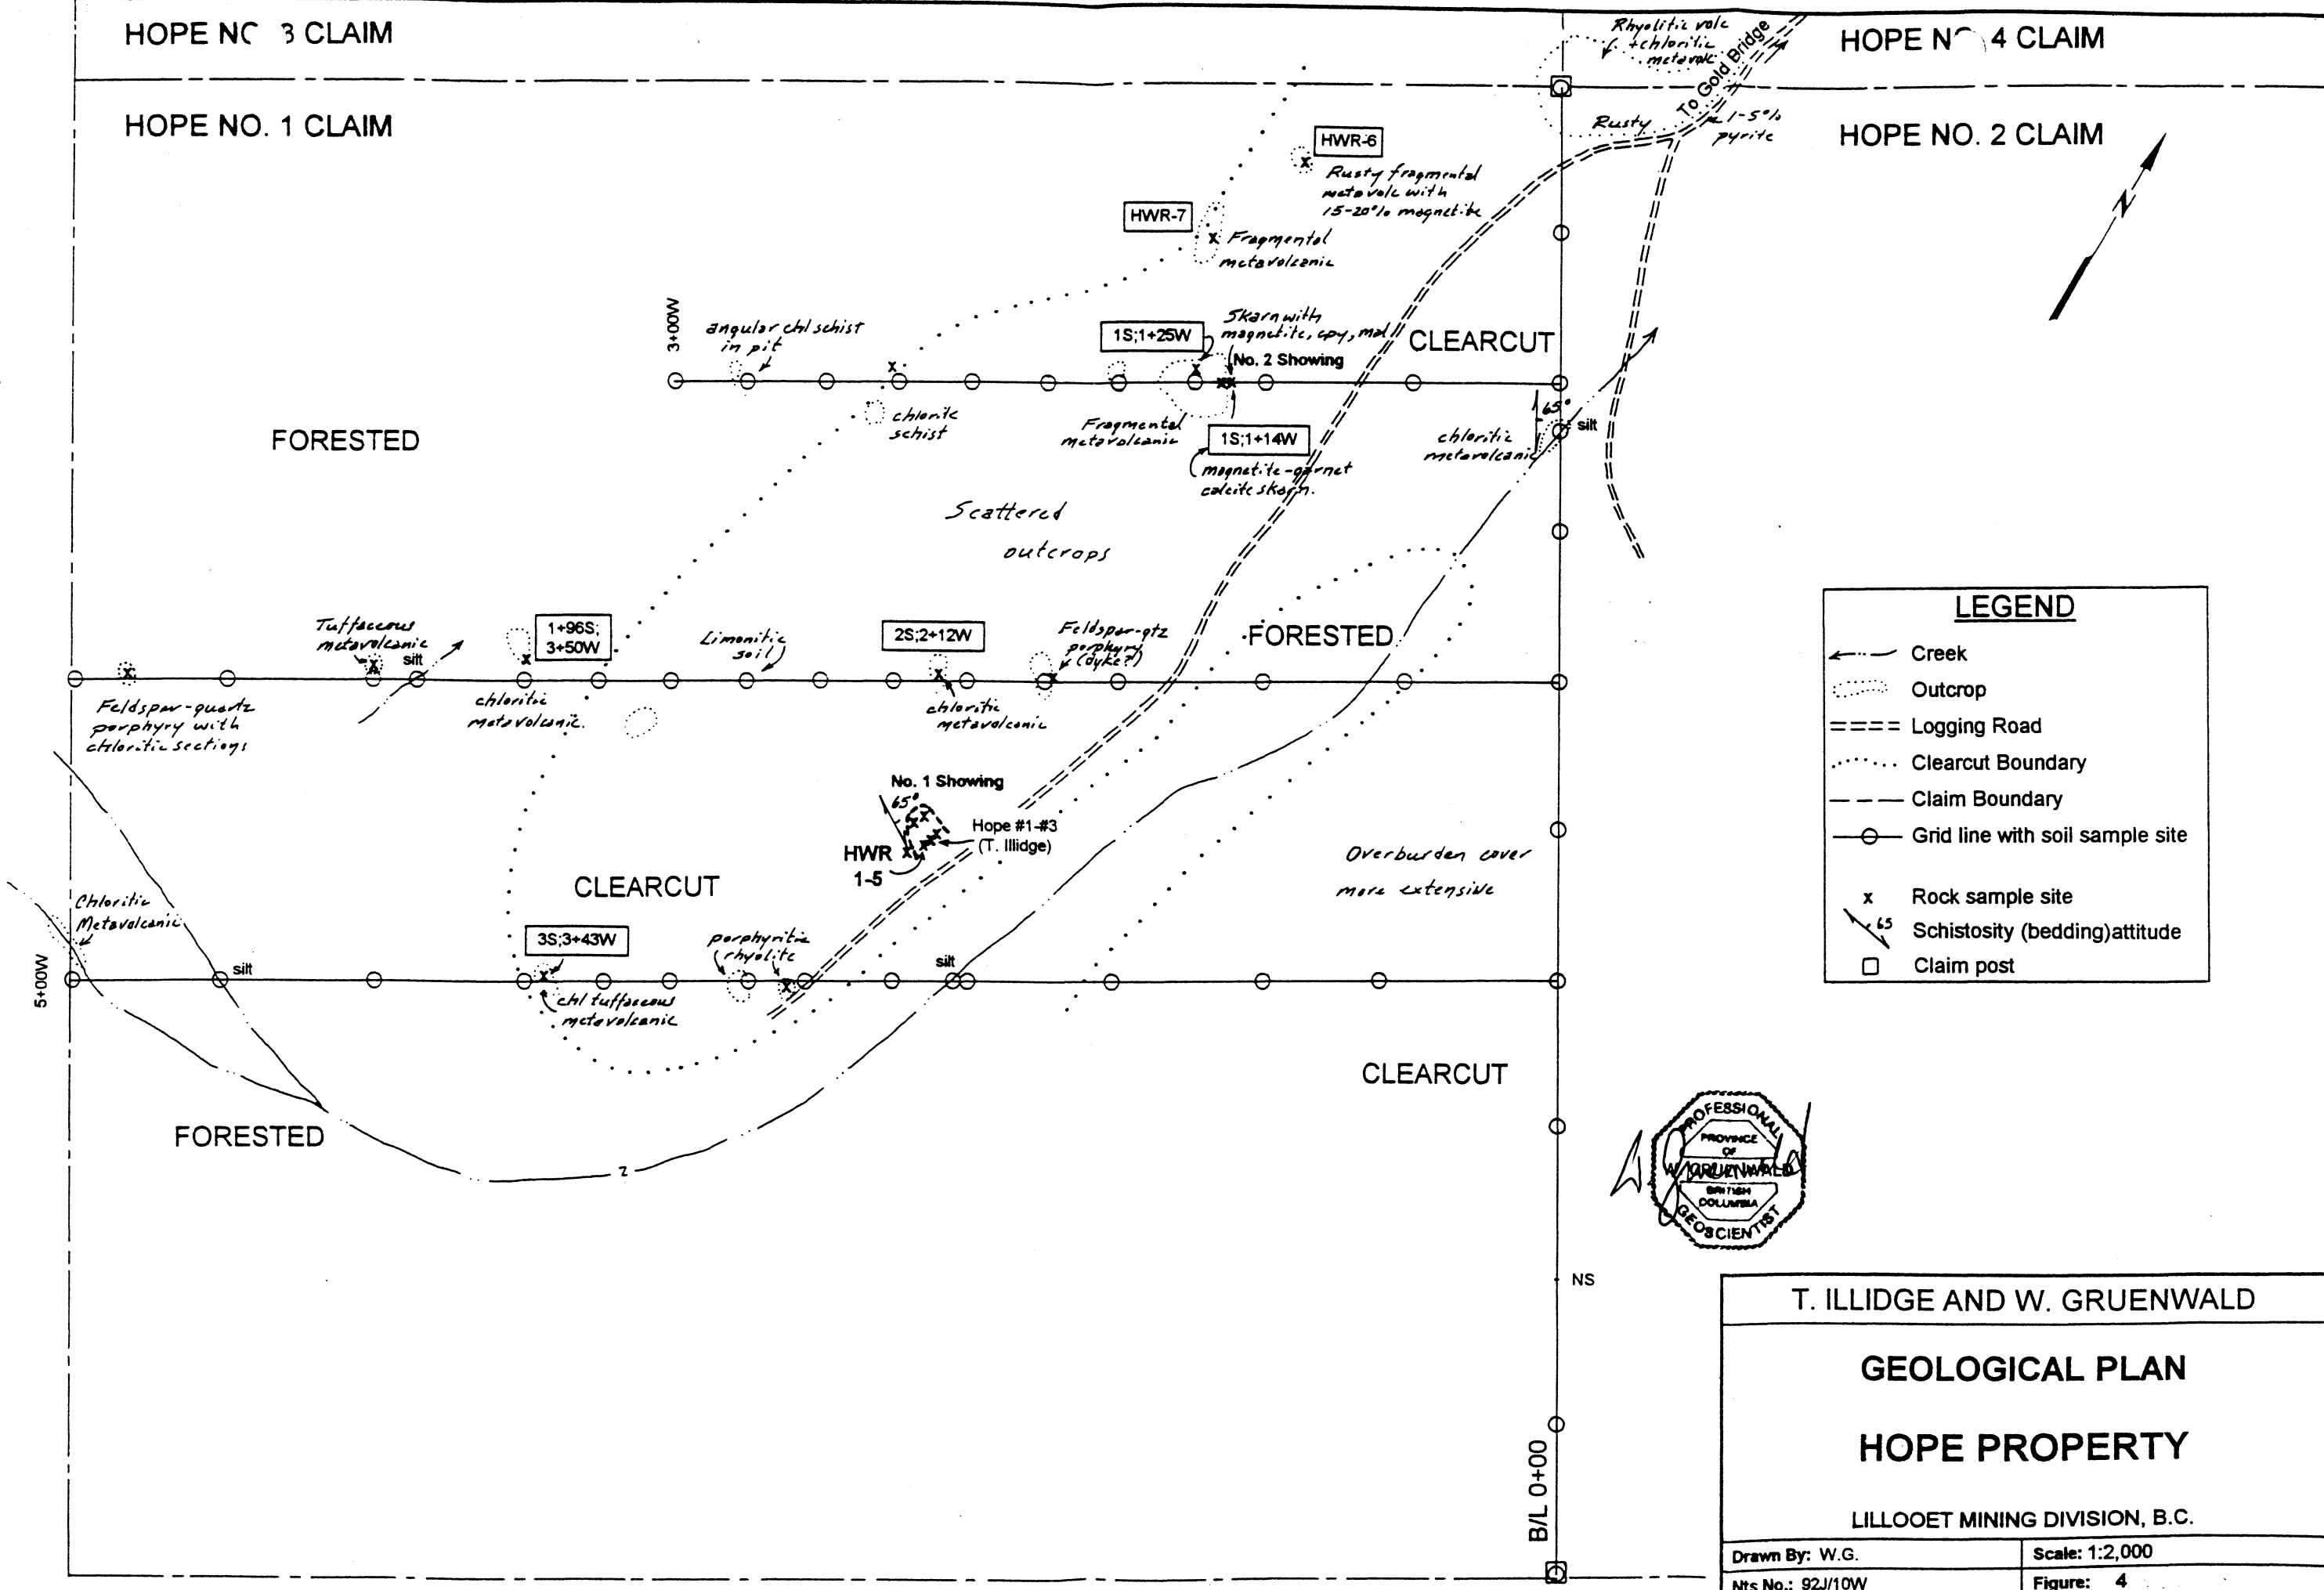 HOPE NO 3 CLAIM
HOPE NO 4 CLAIM
Rhyolitic volc
+chloritic
metavolc
To Gold Bridge
HOPE NO. 1 CLAIM
HOPE NO. 2 CLAIM
Rusty
1-5%
pyrite
N
HWR-6
Rusty fragmental
metavolc with
15-20% magnetite
HWR-7
Fragmental
metavolcanic
3+00W
angular chl schist
in pit
1S;1+25W
Skarn with
magnetite, cpy, mal
No. 2 Showing
CLEARCUT
chlorite
schist
Fragmental
metavolcanic
1S;1+14W
magnetite-garnet
calcite skarn.
65°
silt
chloritic
metavolcanic
FORESTED
Scattered
outcrops
Tuffaceous
metavolcanic
silt
1+96S;
3+50W
Limonitic
soil
2S;2+12W
Feldspar-qtz
porphyry
(dyke?)
FORESTED
Feldspar-quartz
porphyry with
chloritic sections
chloritic
metavolcanic.
chloritic
metavolcanic
No. 1 Showing
65°
Hope #1-#3
(T. Illidge)
HWR
1-5
CLEARCUT
Overburden cover
more extensive
Chloritic
Metavolcanic
5+00W
silt
3S;3+43W
porphyritic
rhyolite
silt
chl tuffaceous
metavolcanic
CLEARCUT
FORESTED
2
NS
B/L 0+00
LEGEND
Creek
Outcrop
Logging Road
Clearcut Boundary
Claim Boundary
Grid line with soil sample site
x Rock sample site
65 Schistosity (bedding)attitude
Claim post
PROFESSIONAL
PROVINCE
OF
W. GRUENWALD
BRITISH
COLUMBIA
GEOSCIENTIST
T. ILLIDGE AND W. GRUENWALD
GEOLOGICAL PLAN
HOPE PROPERTY
LILLOOET MINING DIVISION, B.C.
Drawn By: W.G.
Scale: 1:2,000
Nts No.: 92J/10W
Figure: 4